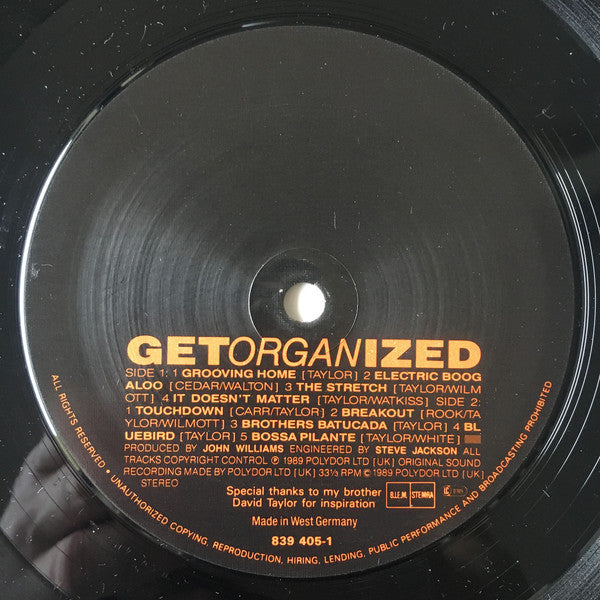 GETORGANIZED
SIDE 1: 1 GROOVING HOME [TAYLOR] 2 ELECTRIC BOOG
ALOO [CEDAR/WALTON] 3 THE STRETCH [TAYLOR/WILM
OTT] 4 IT DOESN'T MATTER [TAYLOR/WATKISS] SIDE 2:
1 TOUCHDOWN [CARR/TAYLOR] 2 BREAKOUT [ROOK/TA
YLOR/WILMOTT] 3 BROTHERS BATUCADA [TAYLOR] 4 BL
UEBIRD [TAYLOR] 5 BOSSA PILANTE [TAYLOR/WHITE]
PRODUCED BY JOHN WILLIAMS ENGINEERED BY STEVE JACKSON ALL
TRACKS COPYRIGHT CONTROL ℗ 1989 POLYDOR LTD [UK] ORIGINAL SOUND
RECORDING MADE BY POLYDOR LTD [UK] 33⅓ RPM © 1989 POLYDOR LTD [UK]
STEREO
Special thanks to my brother
David Taylor for inspiration
B.I.E.M. STEMRA
Made in West Germany
839 405-1
ALL RIGHTS RESERVED • UNAUTHORIZED COPYING, REPRODUCTION, HIRING, LENDING, PUBLIC PERFORMANCE AND BROADCASTING PROHIBITED